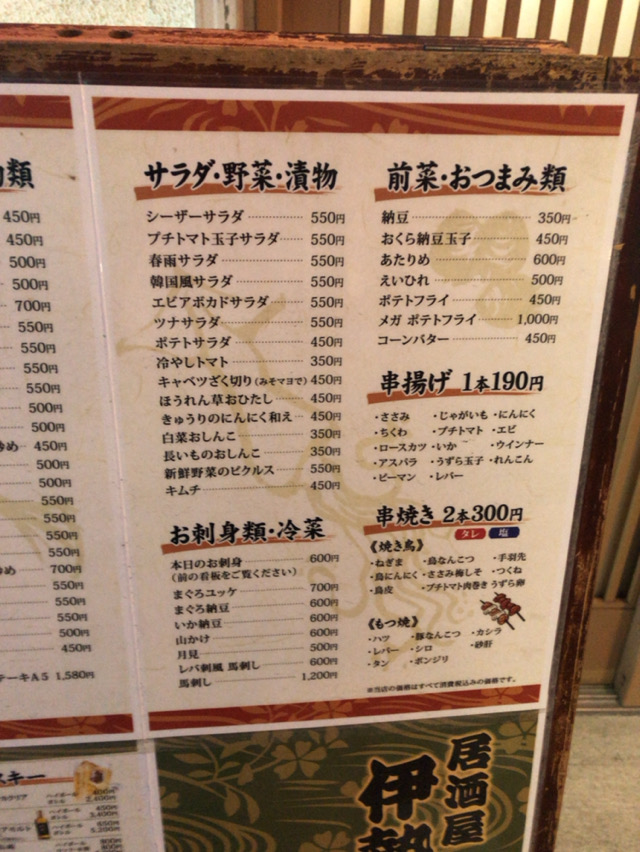 450円
450円
500円
500円
700円
550円
550円
550円
550円
500円
500円
450円
500円
500円
550円
550円
550円
700円
550円
550円
550円
500円
450円
テーキA5 1,580円
サラダ・野菜・漬物
シーザーサラダ 550円
プチトマト玉子サラダ 550円
春雨サラダ 550円
韓国風サラダ 550円
エビアボカドサラダ 550円
ツナサラダ 550円
ポテトサラダ 450円
冷やしトマト 350円
キャベツざく切り(みそマヨで) 450円
ほうれん草おひたし 450円
きゅうりのにんにく和え 450円
白菜おしんこ 350円
長いものおしんこ 350円
新鮮野菜のピクルス 550円
キムチ 450円
お刺身類・冷菜
本日のお刺身 600円
(前の看板をご覧ください)
まぐろユッケ 700円
まぐろ納豆 600円
いか納豆 600円
山かけ 600円
月見 500円
レバ刺風 馬刺し 600円
馬刺し 1,200円
前菜・おつまみ類
納豆 350円
おくら納豆玉子 450円
あたりめ 600円
えいひれ 500円
ポテトフライ 450円
メガ ポテトフライ 1,000円
コーンバター 450円
串揚げ 1本190円
・ささみ ・じゃがいも ・にんにく
・ちくわ ・プチトマト ・エビ
・ロースカツ ・いか ・ウインナー
・アスパラ ・うずら玉子 ・れんこん
・ピーマン ・レバー
串焼き 2本300円
タレ 塩
《焼き鳥》
・ねぎま ・鳥なんこつ ・手羽先
・鳥にんにく ・ささみ梅しそ ・つくね
・鳥皮 ・プチトマト肉巻き うずら卵
《もつ焼》
・ハツ ・豚なんこつ ・カシラ
・レバー ・シロ ・砂肝
・タン ・ボンジリ
※当店の価格はすべて消費税込みの価格です。
スキー
居酒屋
伊勢